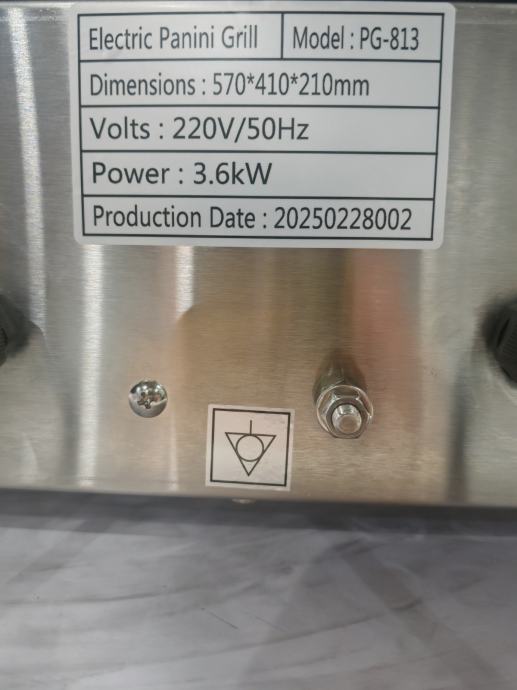 Electric Panini Grill Model : PG-813
Dimensions : 570*410*210mm
Volts : 220V/50Hz
Power : 3.6kW
Production Date : 20250228002